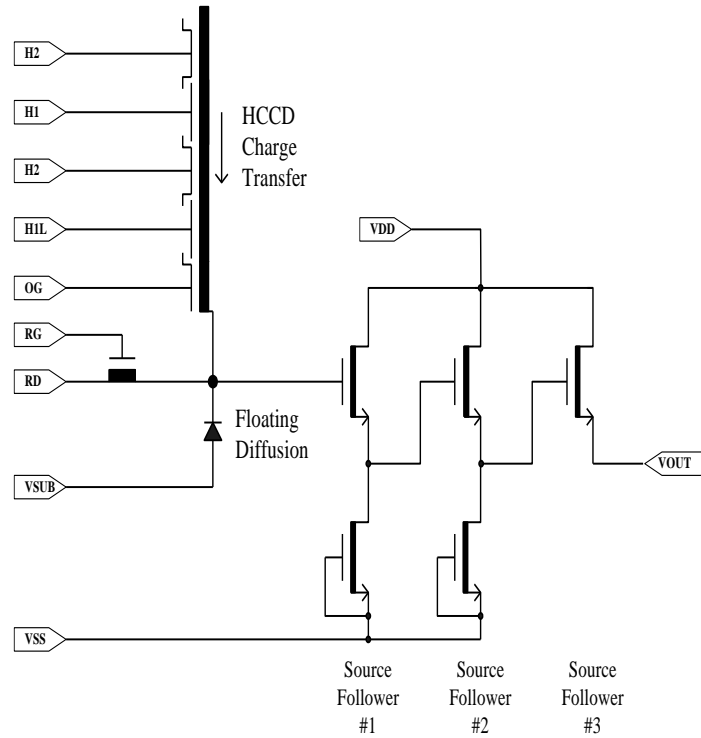 H2
H1
HCCD
Charge
Transfer
H2
H1L
VDD
OG
RG
RD
Floating
Diffusion
VSUB
VOUT
VSS
Source
Follower
#1
Source
Follower
#2
Source
Follower
#3